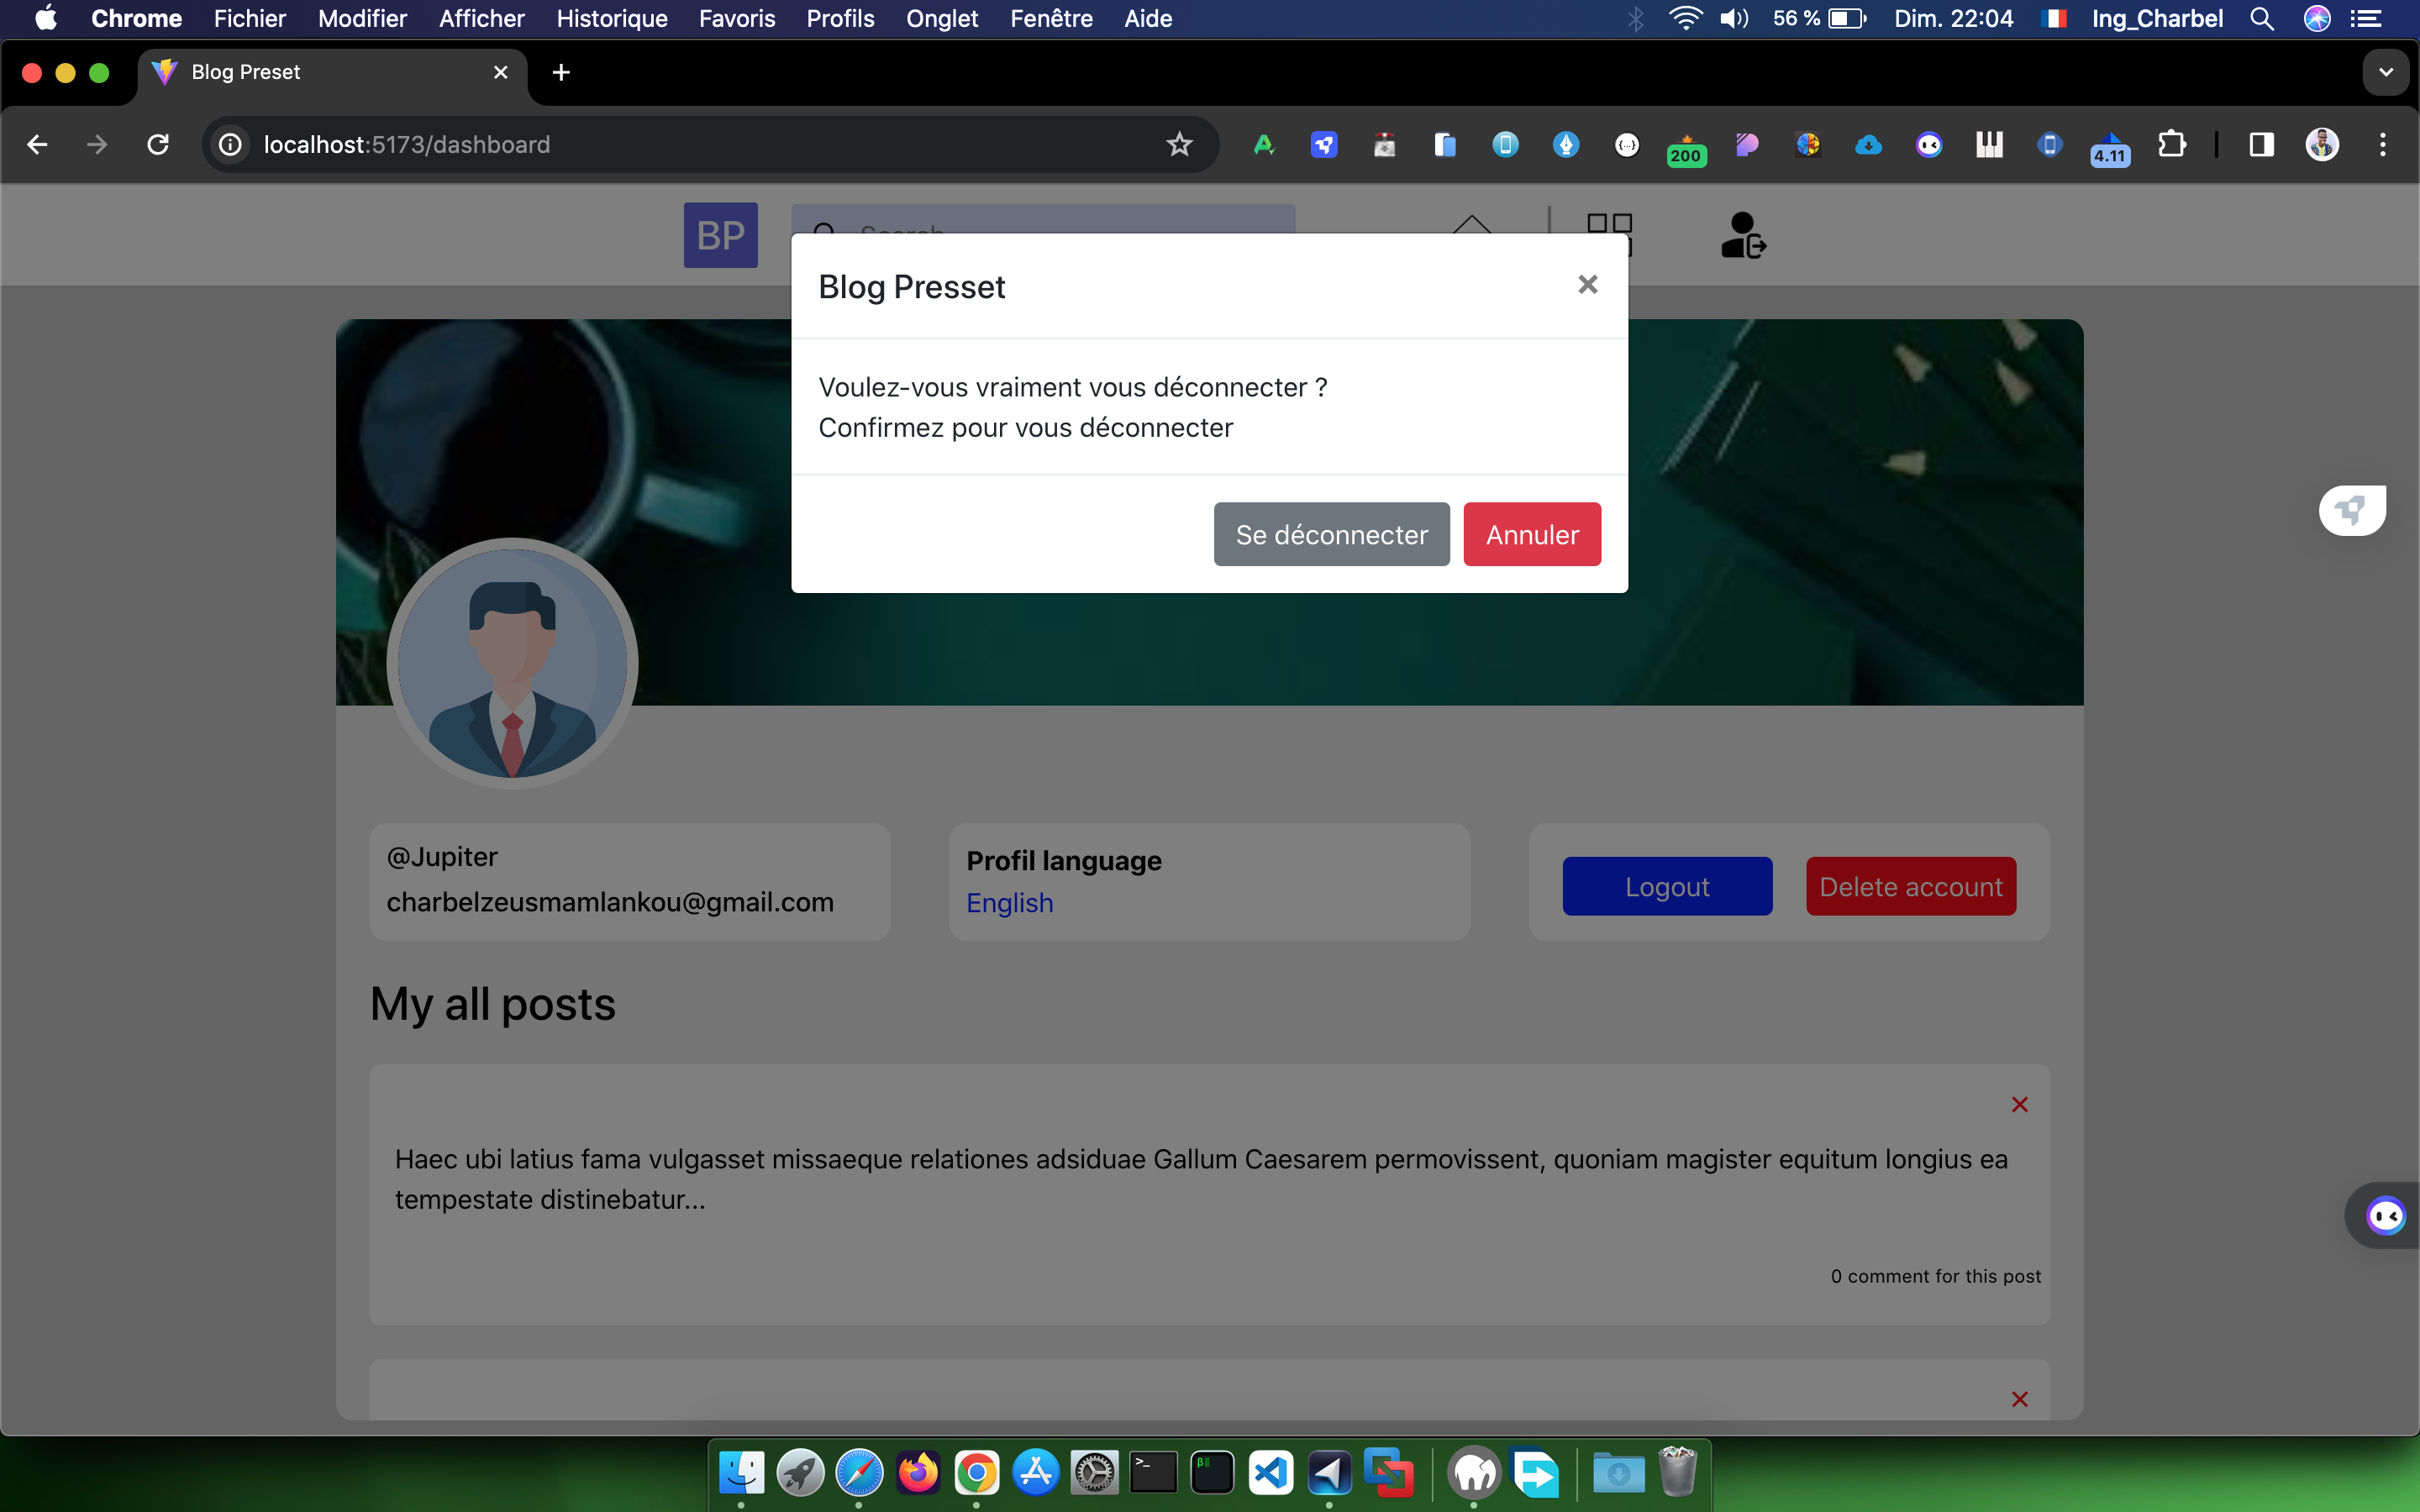 Chrome Fichier Modifier Afficher Historique Favoris Profils Onglet Fenêtre Aide 56 % Dim. 22:04 Ing_Charbel
Blog Preset
localhost:5173/dashboard
200
4.11
BP
Search
Blog Presset
Voulez-vous vraiment vous déconnecter ?
Confirmez pour vous déconnecter
Se déconnecter Annuler
@Jupiter
charbelzeusmamlankou@gmail.com
Profil language
English
Logout Delete account
My all posts
Haec ubi latius fama vulgasset missaeque relationes adsiduae Gallum Caesarem permovissent, quoniam magister equitum longius ea
tempestate distinebatur...
0 comment for this post